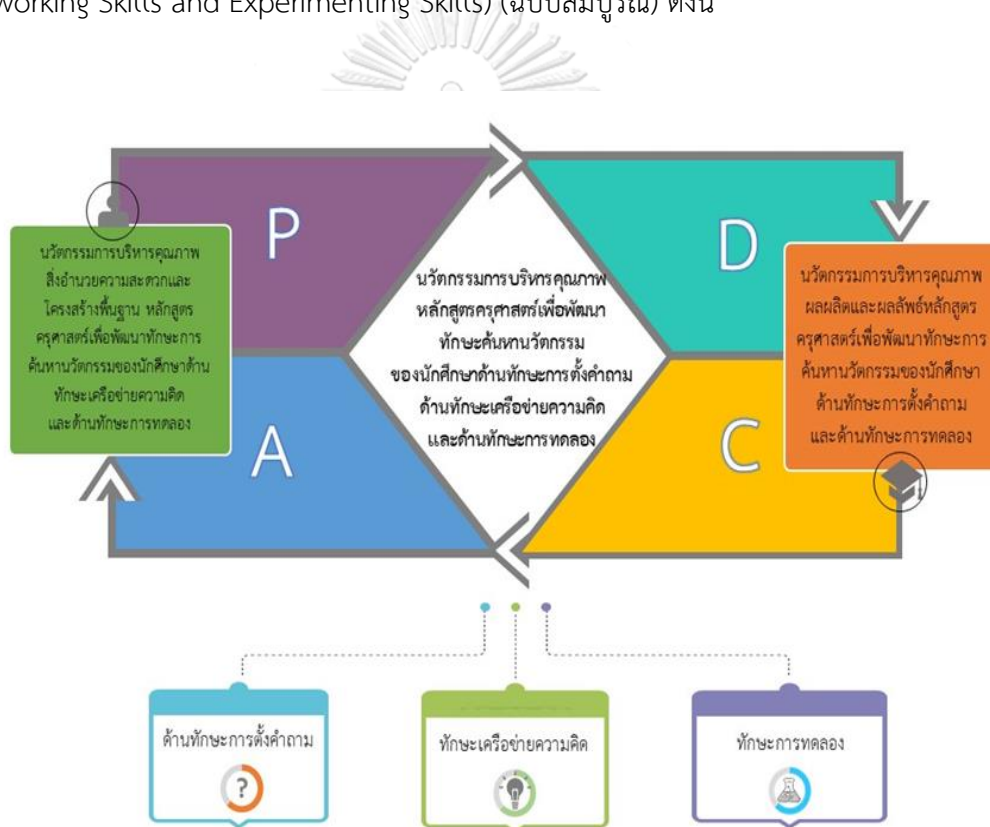 working Skills and Experimenting Skills) (ฉบับสมบูรณ์) ดังนี้
P
D
นวัตกรรมการบริหารคุณภาพ
สิ่งอำนวยความสะดวกและ
โครงสร้างพื้นฐาน หลักสูตร
ครุศาสตร์เพื่อพัฒนาทักษะการ
ค้นหานวัตกรรมของนักศึกษาด้าน
ทักษะเครือข่ายความคิด
และด้านทักษะการทดลอง
นวัตกรรมการบริหารคุณภาพ
หลักสูตรครุศาสตร์เพื่อพัฒนา
ทักษะค้นหานวัตกรรม
ของนักศึกษาด้านทักษะการตั้งคำถาม
ด้านทักษะเครือข่ายความคิด
และด้านทักษะการทดลอง
นวัตกรรมการบริหารคุณภาพ
ผลผลิตและผลลัพธ์หลักสูตร
ครุศาสตร์เพื่อพัฒนาทักษะการ
ค้นหานวัตกรรมของนักศึกษา
ด้านทักษะการตั้งคำถาม
และด้านทักษะการทดลอง
A
C
ด้านทักษะการตั้งคำถาม
?
ทักษะเครือข่ายความคิด
ทักษะการทดลอง